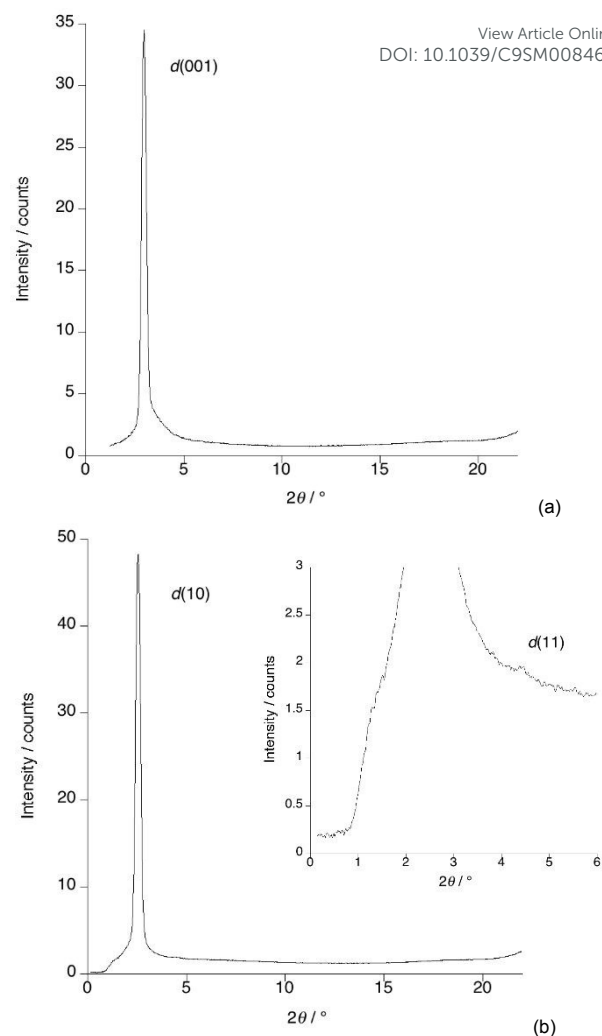 View Article Onlin
DOI: 10.1039/C9SM00846
35
30
25
20
15
10
5
0
Intensity / counts
d(001)
0 5 10 15 20
2θ / °
(a)
50
40
30
20
10
0
Intensity / counts
d(10)
3
2.5
2
1.5
1
0.5
0
Intensity / counts
d(11)
0 1 2 3 4 5 6
2θ / °
0 5 10 15 20
2θ / °
(b)